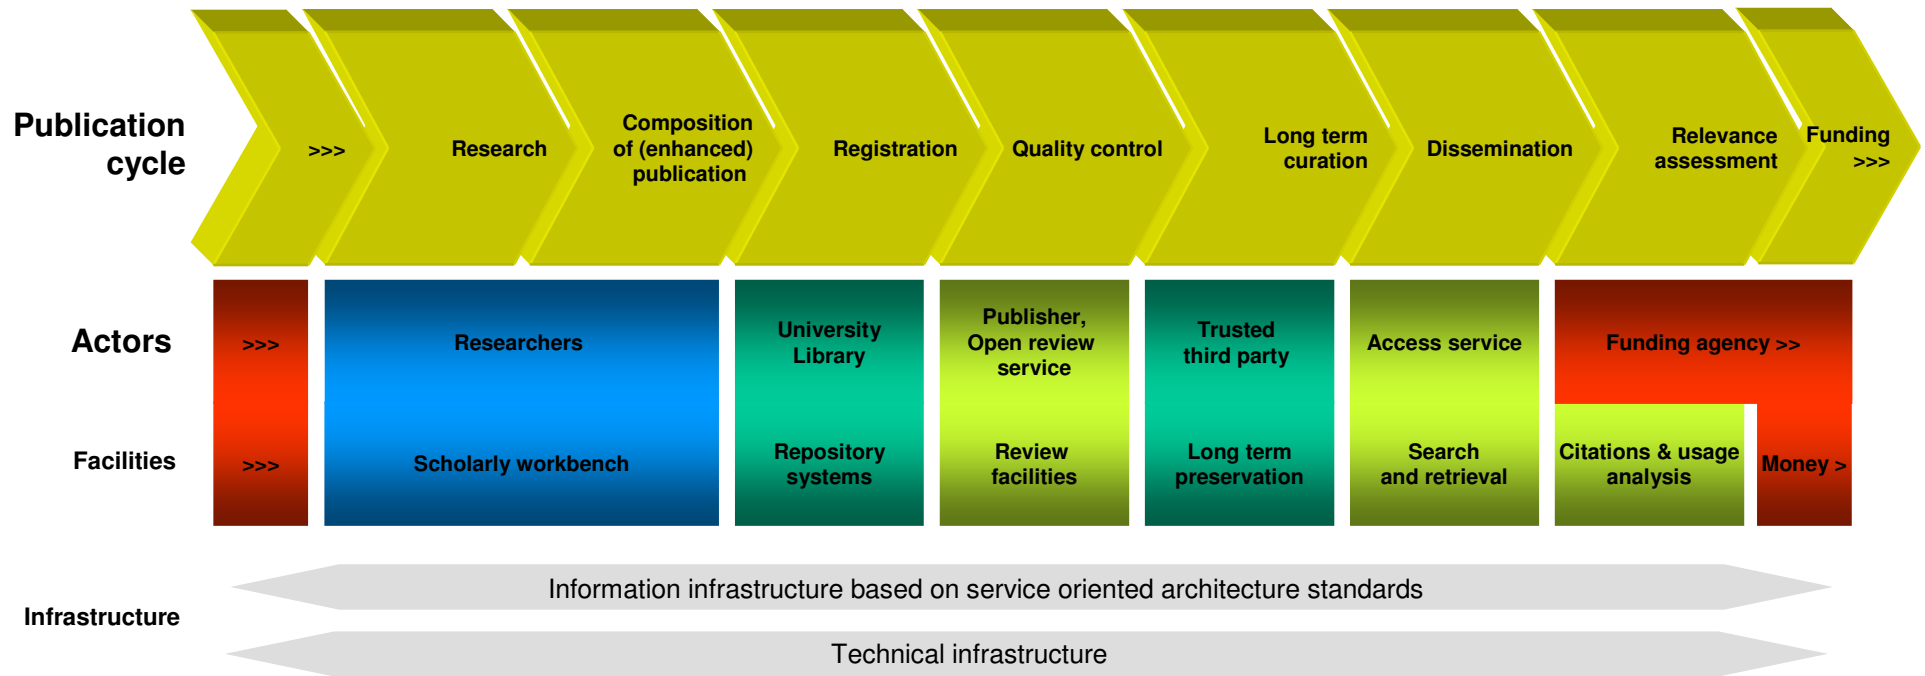 Publication
cycle
>>>
Research
Composition
of (enhanced)
publication
Registration
Quality control
Long term
curation
Dissemination
Relevance
assessment
Funding
>>>
Actors
>>>
Researchers
University
Library
Publisher,
Open review
service
Trusted
third party
Access service
Funding agency >>
Facilities
>>>
Scholarly workbench
Repository
systems
Review
facilities
Long term
preservation
Search
and retrieval
Citations & usage
analysis
Money >
Infrastructure
Information infrastructure based on service oriented architecture standards
Technical infrastructure